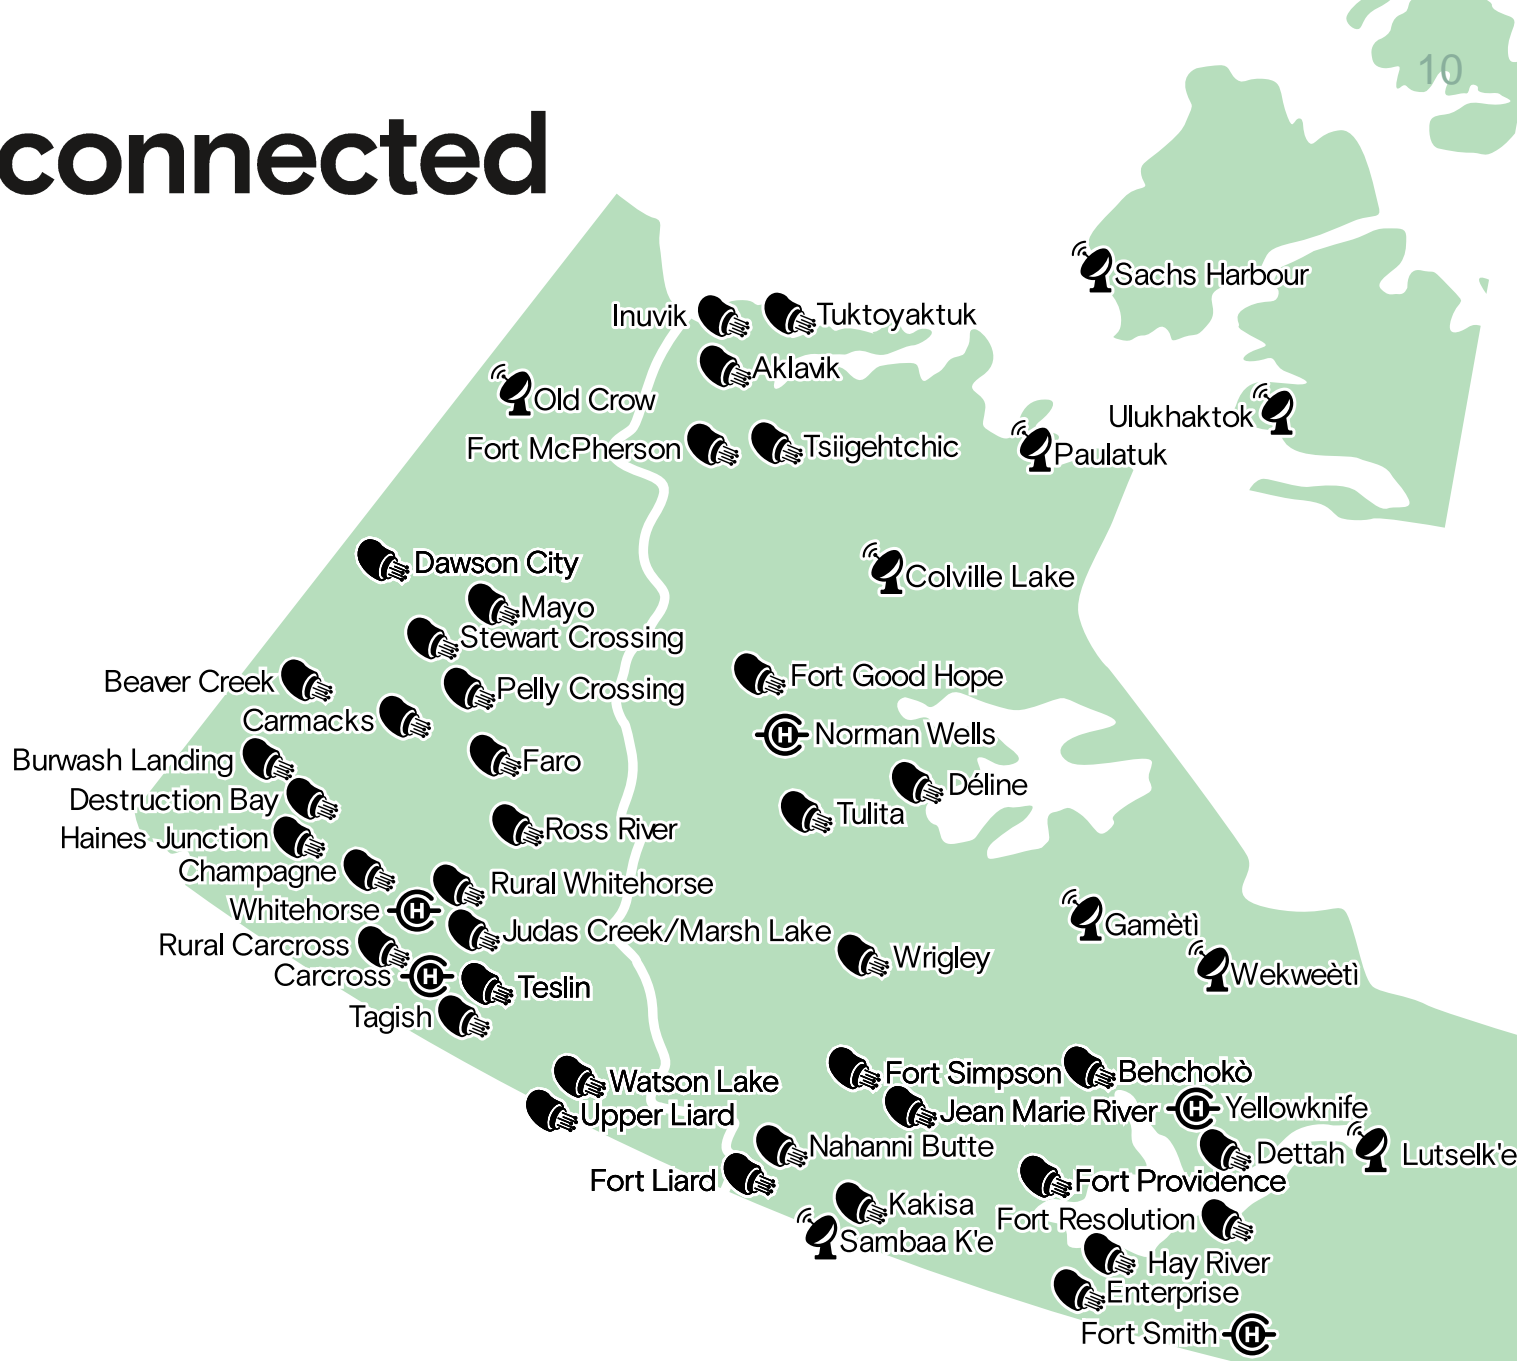 10
connected
Sachs Harbour
Inuvik
Tuktoyaktuk
Aklavik
Old Crow
Ulukhaktok
Fort McPherson
Tsiigehtchic
Paulatuk
Dawson City
Colville Lake
Mayo
Stewart Crossing
Beaver Creek
Pelly Crossing
Fort Good Hope
Carmacks
H Norman Wells
Burwash Landing
Faro
Déline
Destruction Bay
Tulita
Haines Junction
Ross River
Champagne
Rural Whitehorse
Whitehorse H
Judas Creek/Marsh Lake
Gamètì
Rural Carcross
Wrigley
Carcross H
Wekweètì
Teslin
Tagish
Watson Lake
Fort Simpson
Behchokò
Upper Liard
Jean Marie River
H Yellowknife
Nahanni Butte
Dettah
Lutselk'e
Fort Liard
Fort Providence
Kakisa
Fort Resolution
Sambaa K'e
Hay River
Enterprise
Fort Smith H